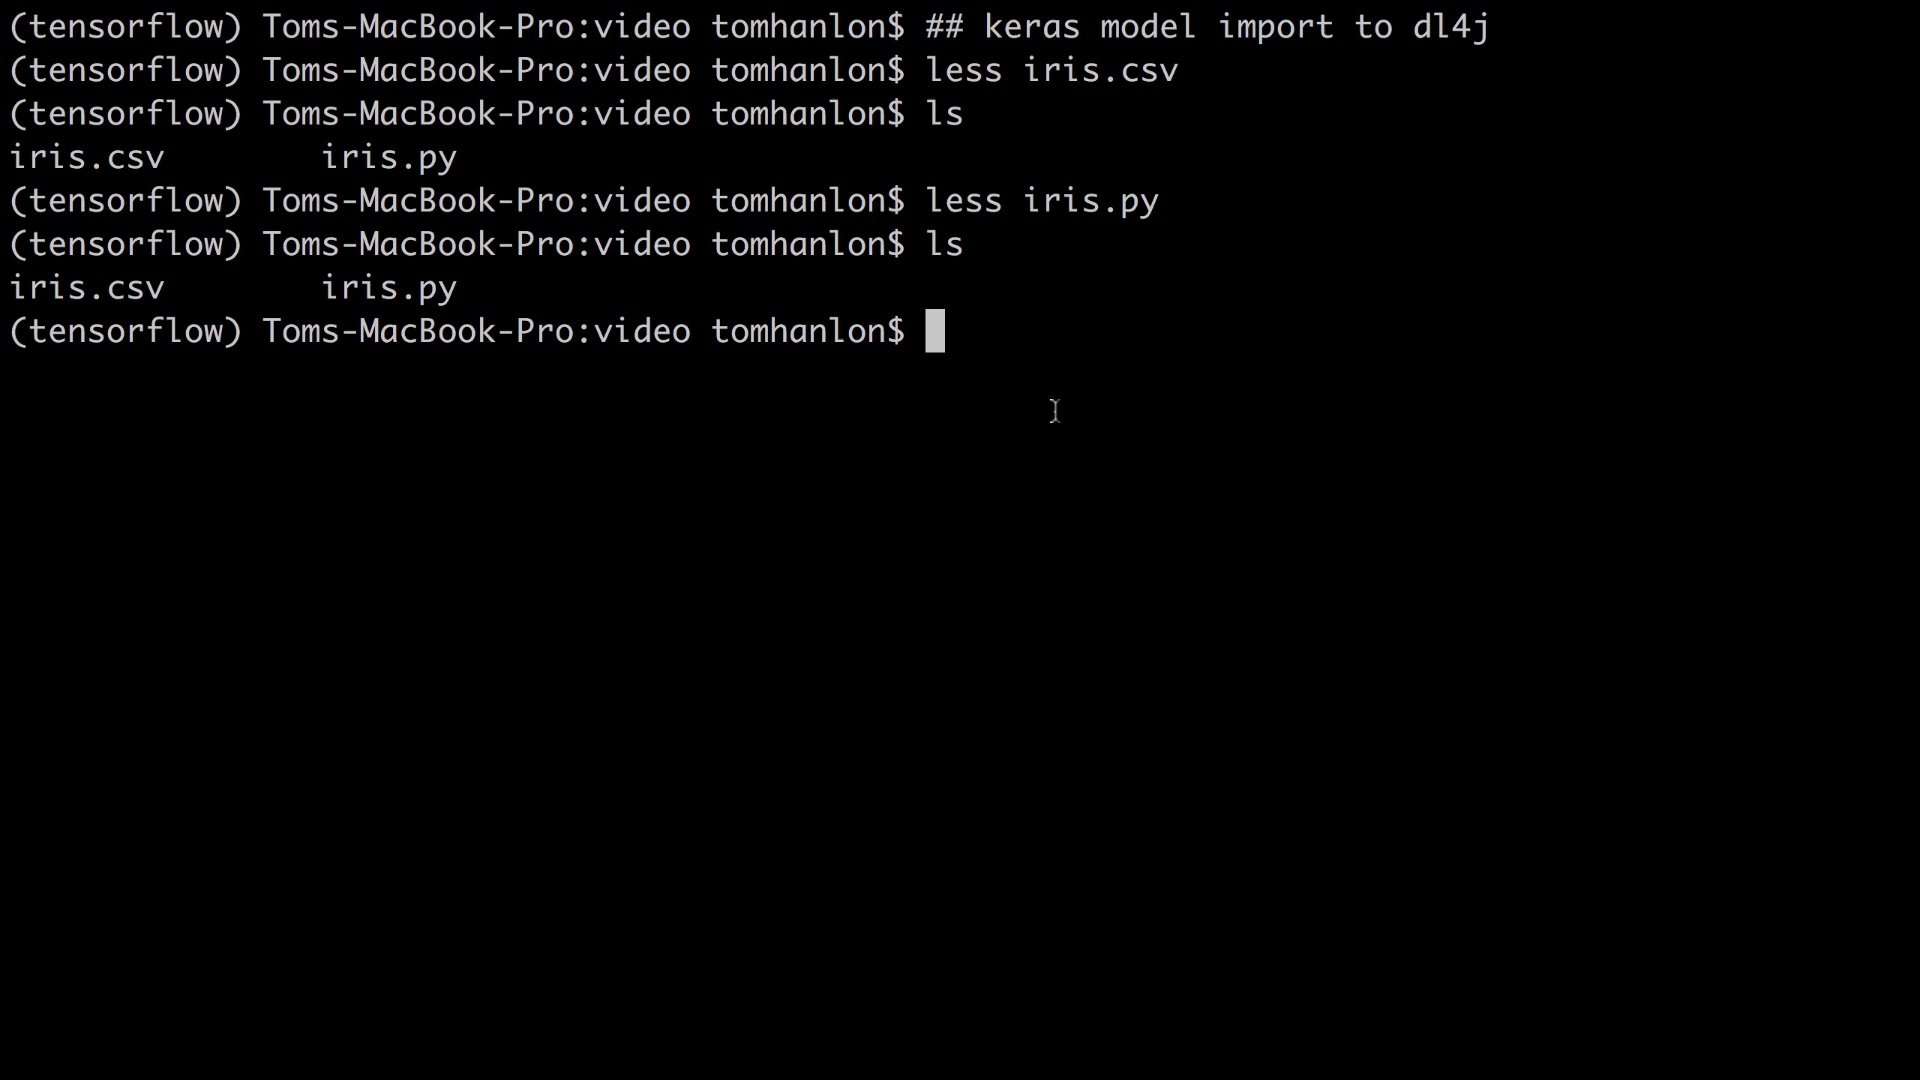 (tensorflow) Toms-MacBook-Pro:video tomhanlon$ ## keras model import to dl4j
(tensorflow) Toms-MacBook-Pro:video tomhanlon$ less iris.csv
(tensorflow) Toms-MacBook-Pro:video tomhanlon$ ls
iris.csv        iris.py
(tensorflow) Toms-MacBook-Pro:video tomhanlon$ less iris.py
(tensorflow) Toms-MacBook-Pro:video tomhanlon$ ls
iris.csv        iris.py
(tensorflow) Toms-MacBook-Pro:video tomhanlon$